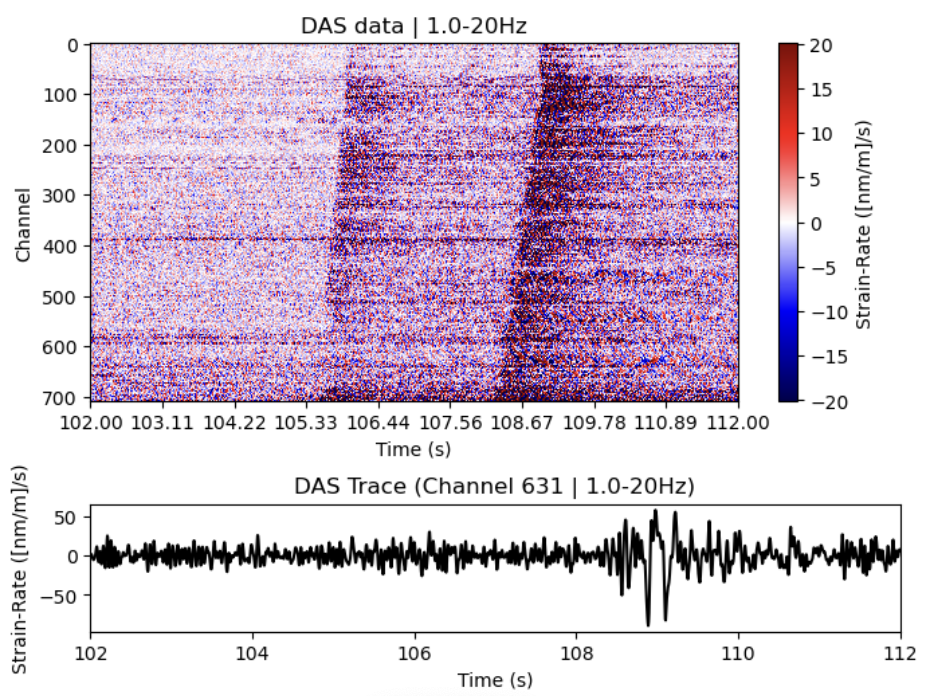 DAS data | 1.0-20Hz
0
100
200
300
400
500
600
700
Channel
102.00 103.11 104.22 105.33 106.44 107.56 108.67 109.78 110.89 112.00
Time (s)
20
15
10
5
0
−5
−10
−15
−20
Strain-Rate ([nm/m]/s)
DAS Trace (Channel 631 | 1.0-20Hz)
50
0
−50
Strain-Rate ([nm/m]/s)
102 104 106 108 110 112
Time (s)